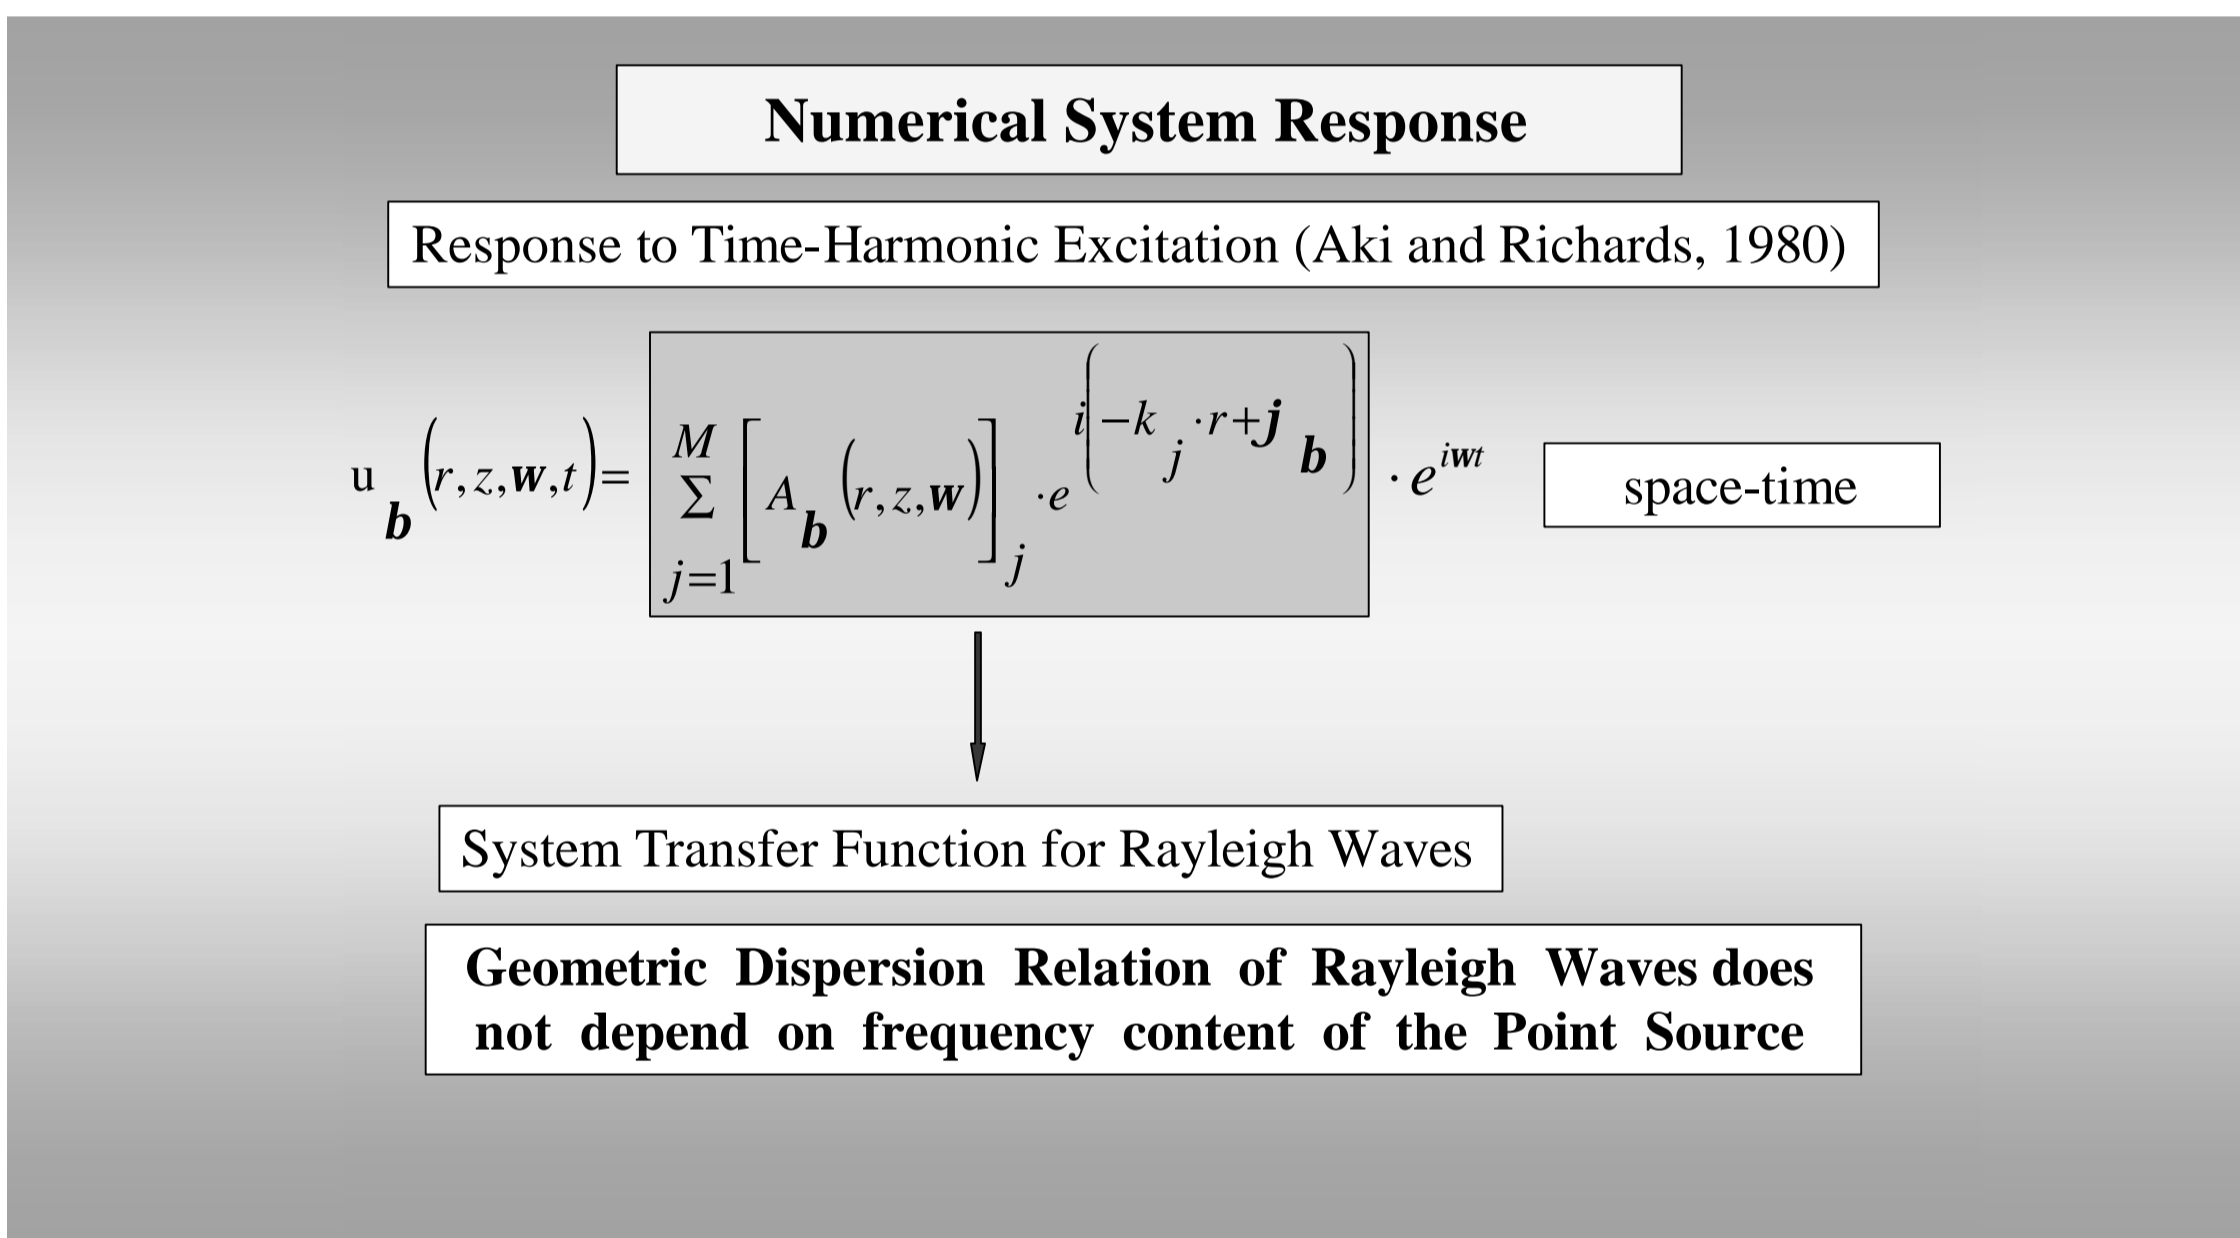 Numerical System Response
Response to Time-Harmonic Excitation (Aki and Richards, 1980)
u_b(r, z, w, t) = \sum_{j=1}^{M} [A_b(r, z, w)]_j · e^{i(−k_j · r + j_b)} · e^{iwt}
space-time
System Transfer Function for Rayleigh Waves
Geometric Dispersion Relation of Rayleigh Waves does
not depend on frequency content of the Point Source